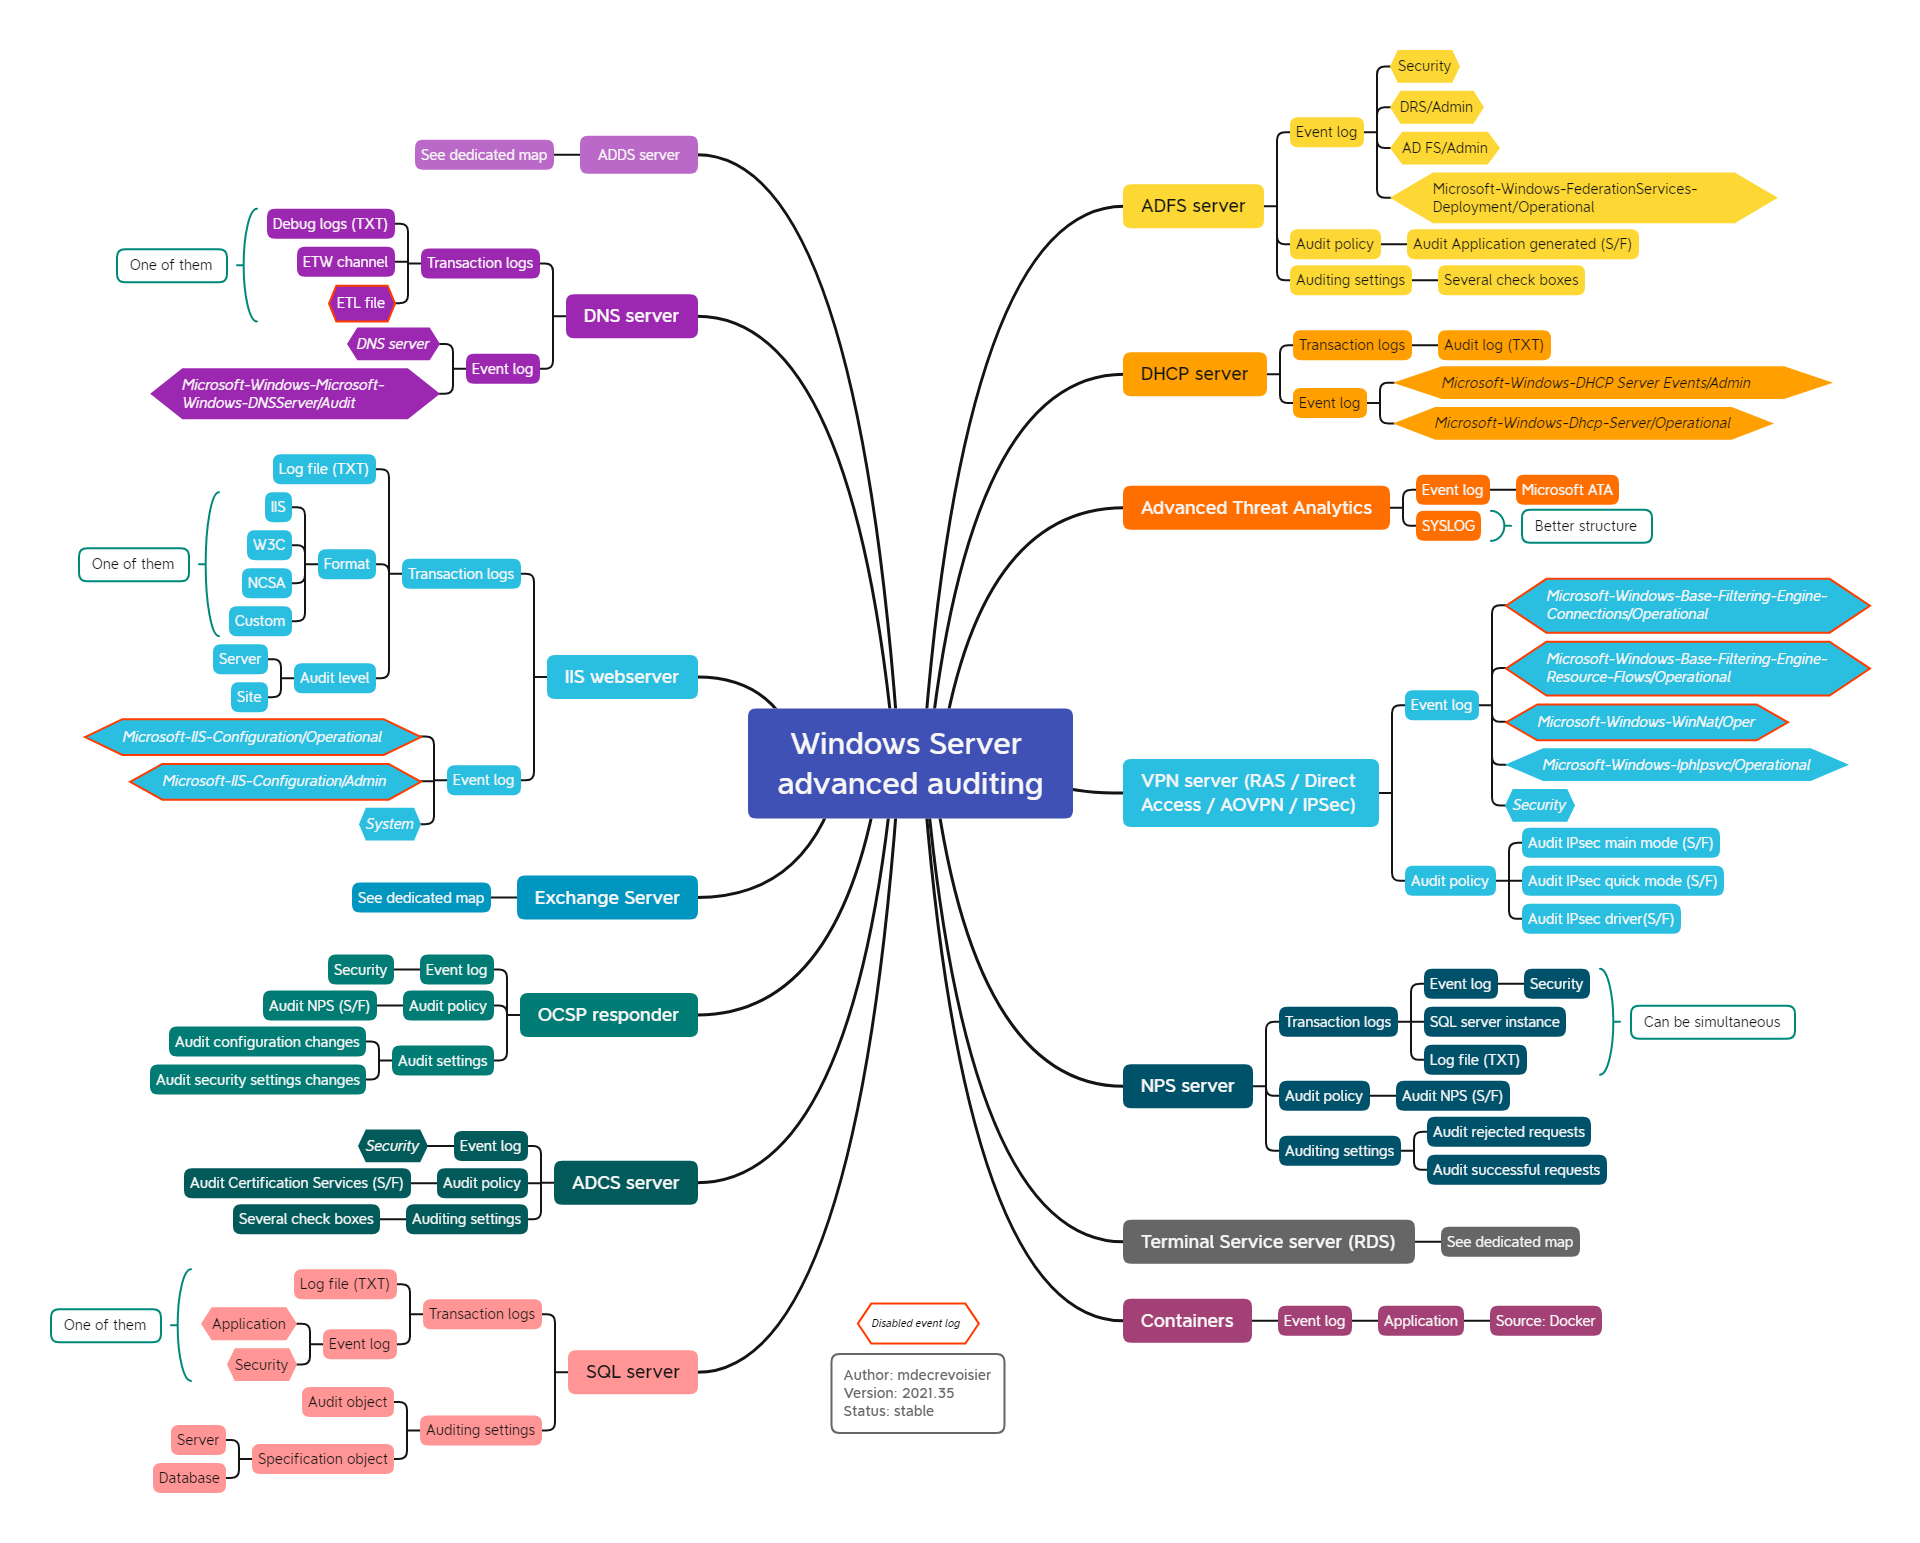 Windows Server
advanced auditing
ADDS server
See dedicated map
DNS server
Transaction logs
Debug logs (TXT)
ETW channel
ETL file
One of them
Event log
DNS server
Microsoft-Windows-Microsoft-
Windows-DNSServer/Audit
IIS webserver
Transaction logs
Log file (TXT)
Format
IIS
W3C
NCSA
Custom
One of them
Audit level
Server
Site
Event log
Microsoft-IIS-Configuration/Operational
Microsoft-IIS-Configuration/Admin
System
Exchange Server
See dedicated map
OCSP responder
Event log
Security
Audit policy
Audit NPS (S/F)
Audit settings
Audit configuration changes
Audit security settings changes
ADCS server
Event log
Security
Audit policy
Audit Certification Services (S/F)
Auditing settings
Several check boxes
SQL server
Transaction logs
Log file (TXT)
Event log
Application
Security
One of them
Auditing settings
Audit object
Specification object
Server
Database
ADFS server
Event log
Security
DRS/Admin
AD FS/Admin
Microsoft-Windows-FederationServices-
Deployment/Operational
Audit policy
Audit Application generated (S/F)
Auditing settings
Several check boxes
DHCP server
Transaction logs
Audit log (TXT)
Event log
Microsoft-Windows-DHCP Server Events/Admin
Microsoft-Windows-Dhcp-Server/Operational
Advanced Threat Analytics
Event log
Microsoft ATA
SYSLOG
Better structure
VPN server (RAS / Direct
Access / AOVPN / IPSec)
Event log
Microsoft-Windows-Base-Filtering-Engine-
Connections/Operational
Microsoft-Windows-Base-Filtering-Engine-
Resource-Flows/Operational
Microsoft-Windows-WinNat/Oper
Microsoft-Windows-Iphlpsvc/Operational
Security
Audit policy
Audit IPsec main mode (S/F)
Audit IPsec quick mode (S/F)
Audit IPsec driver(S/F)
NPS server
Transaction logs
Event log
Security
SQL server instance
Log file (TXT)
Can be simultaneous
Audit policy
Audit NPS (S/F)
Auditing settings
Audit rejected requests
Audit successful requests
Terminal Service server (RDS)
See dedicated map
Containers
Event log
Application
Source: Docker
Disabled event log
Author: mdecrevoisier
Version: 2021.35
Status: stable